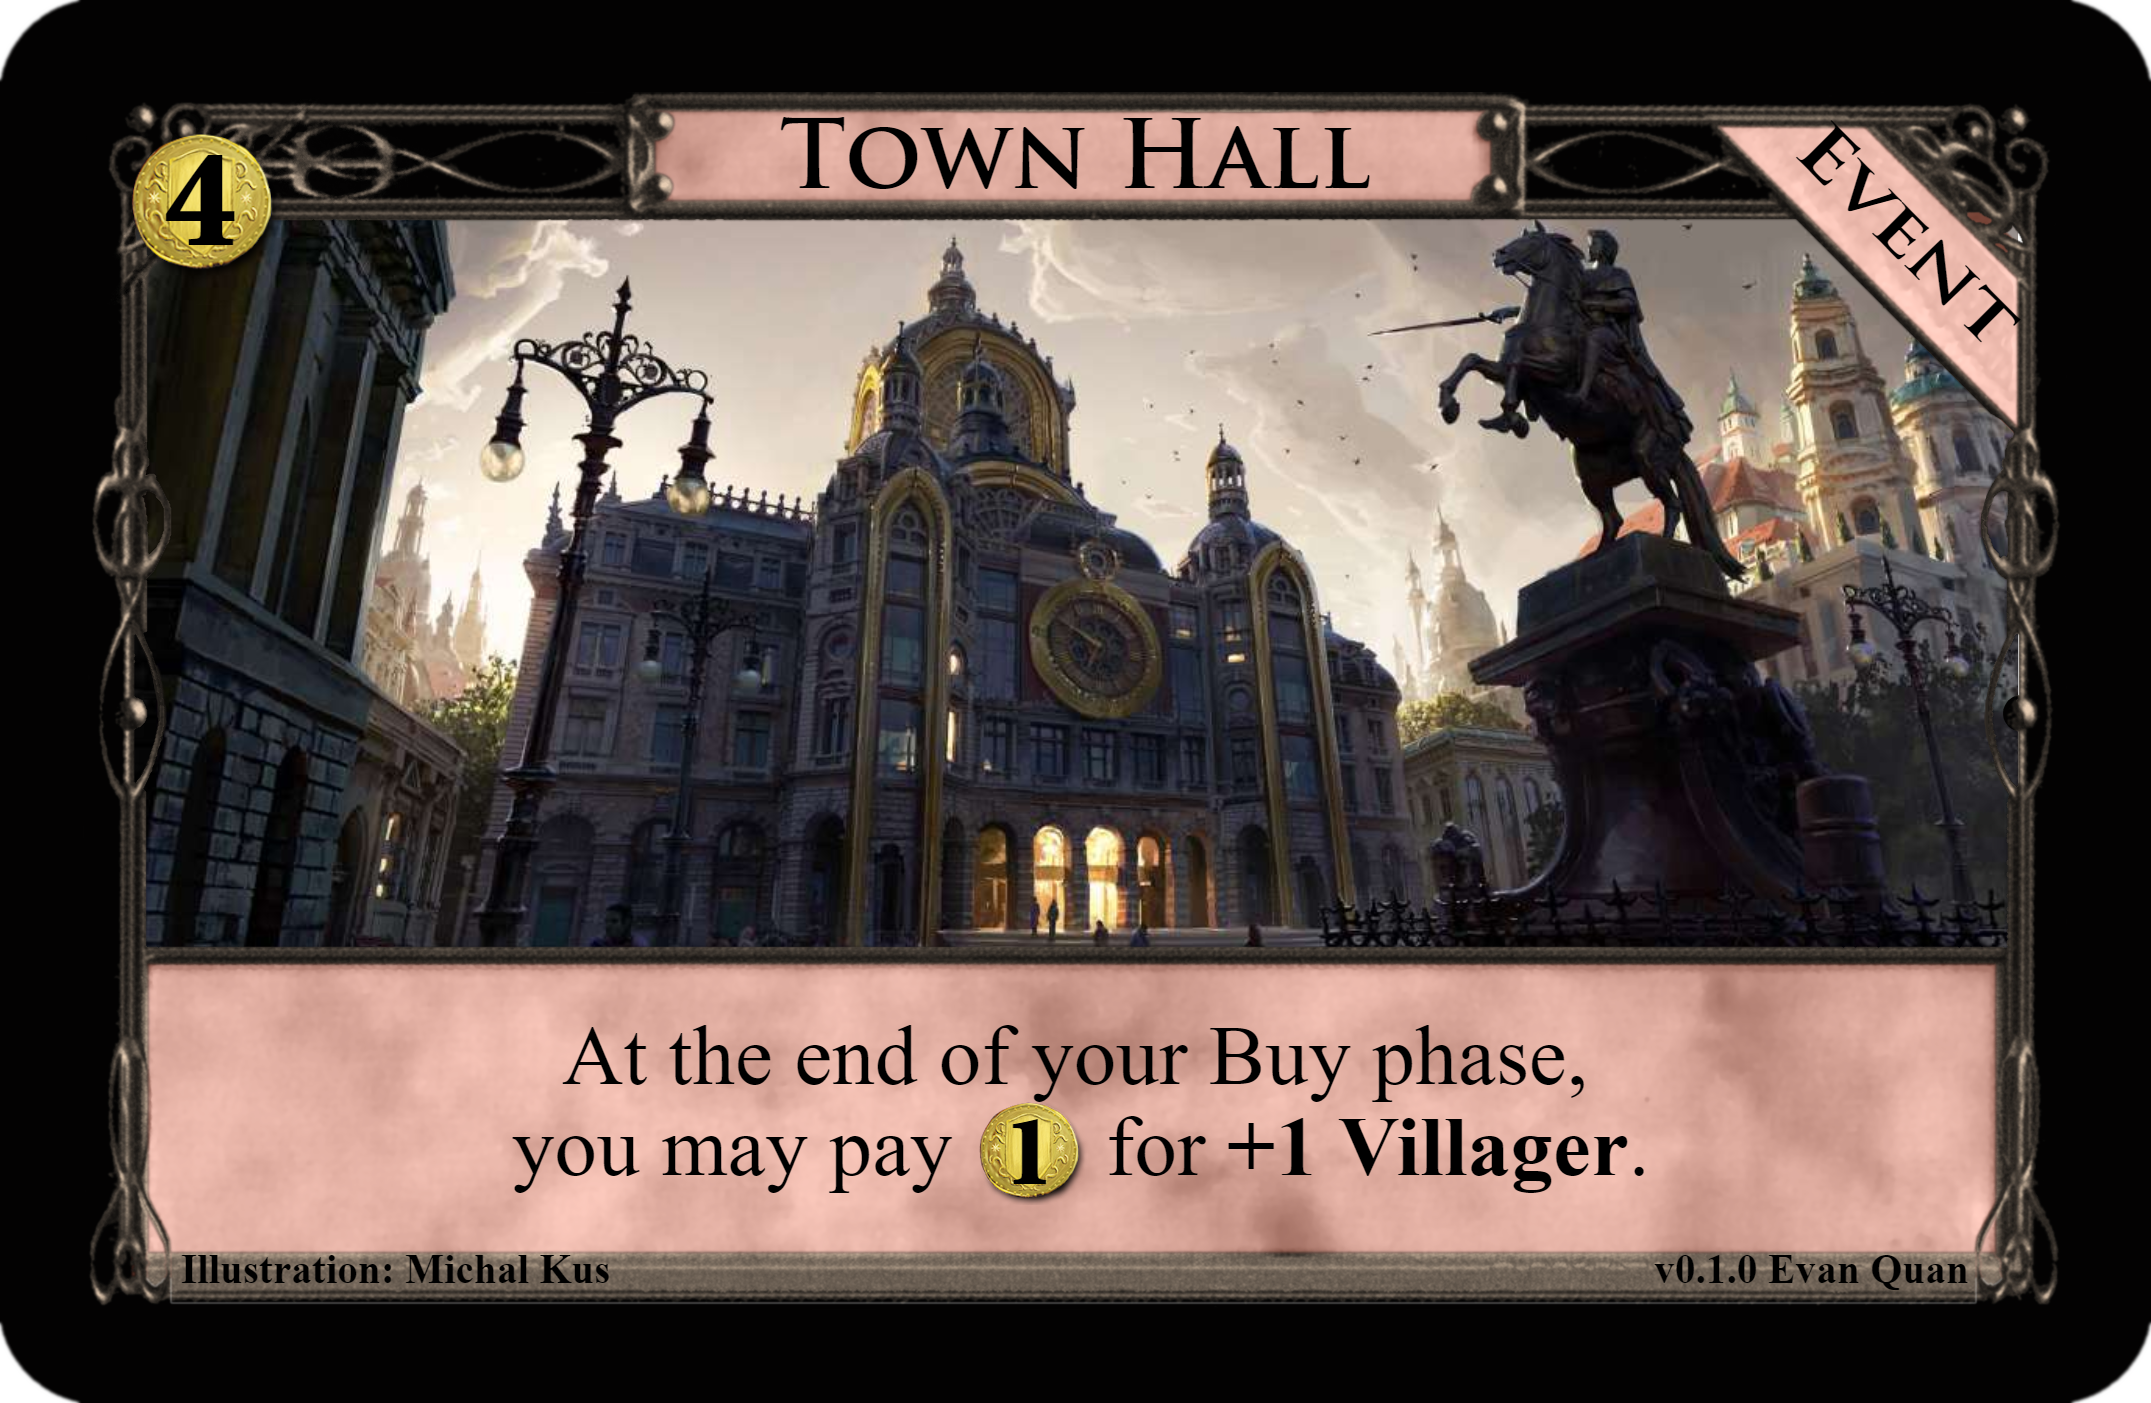 4
Town Hall
Event
At the end of your Buy phase,
you may pay 1 for +1 Villager.
Illustration: Michal Kus
v0.1.0 Evan Quan